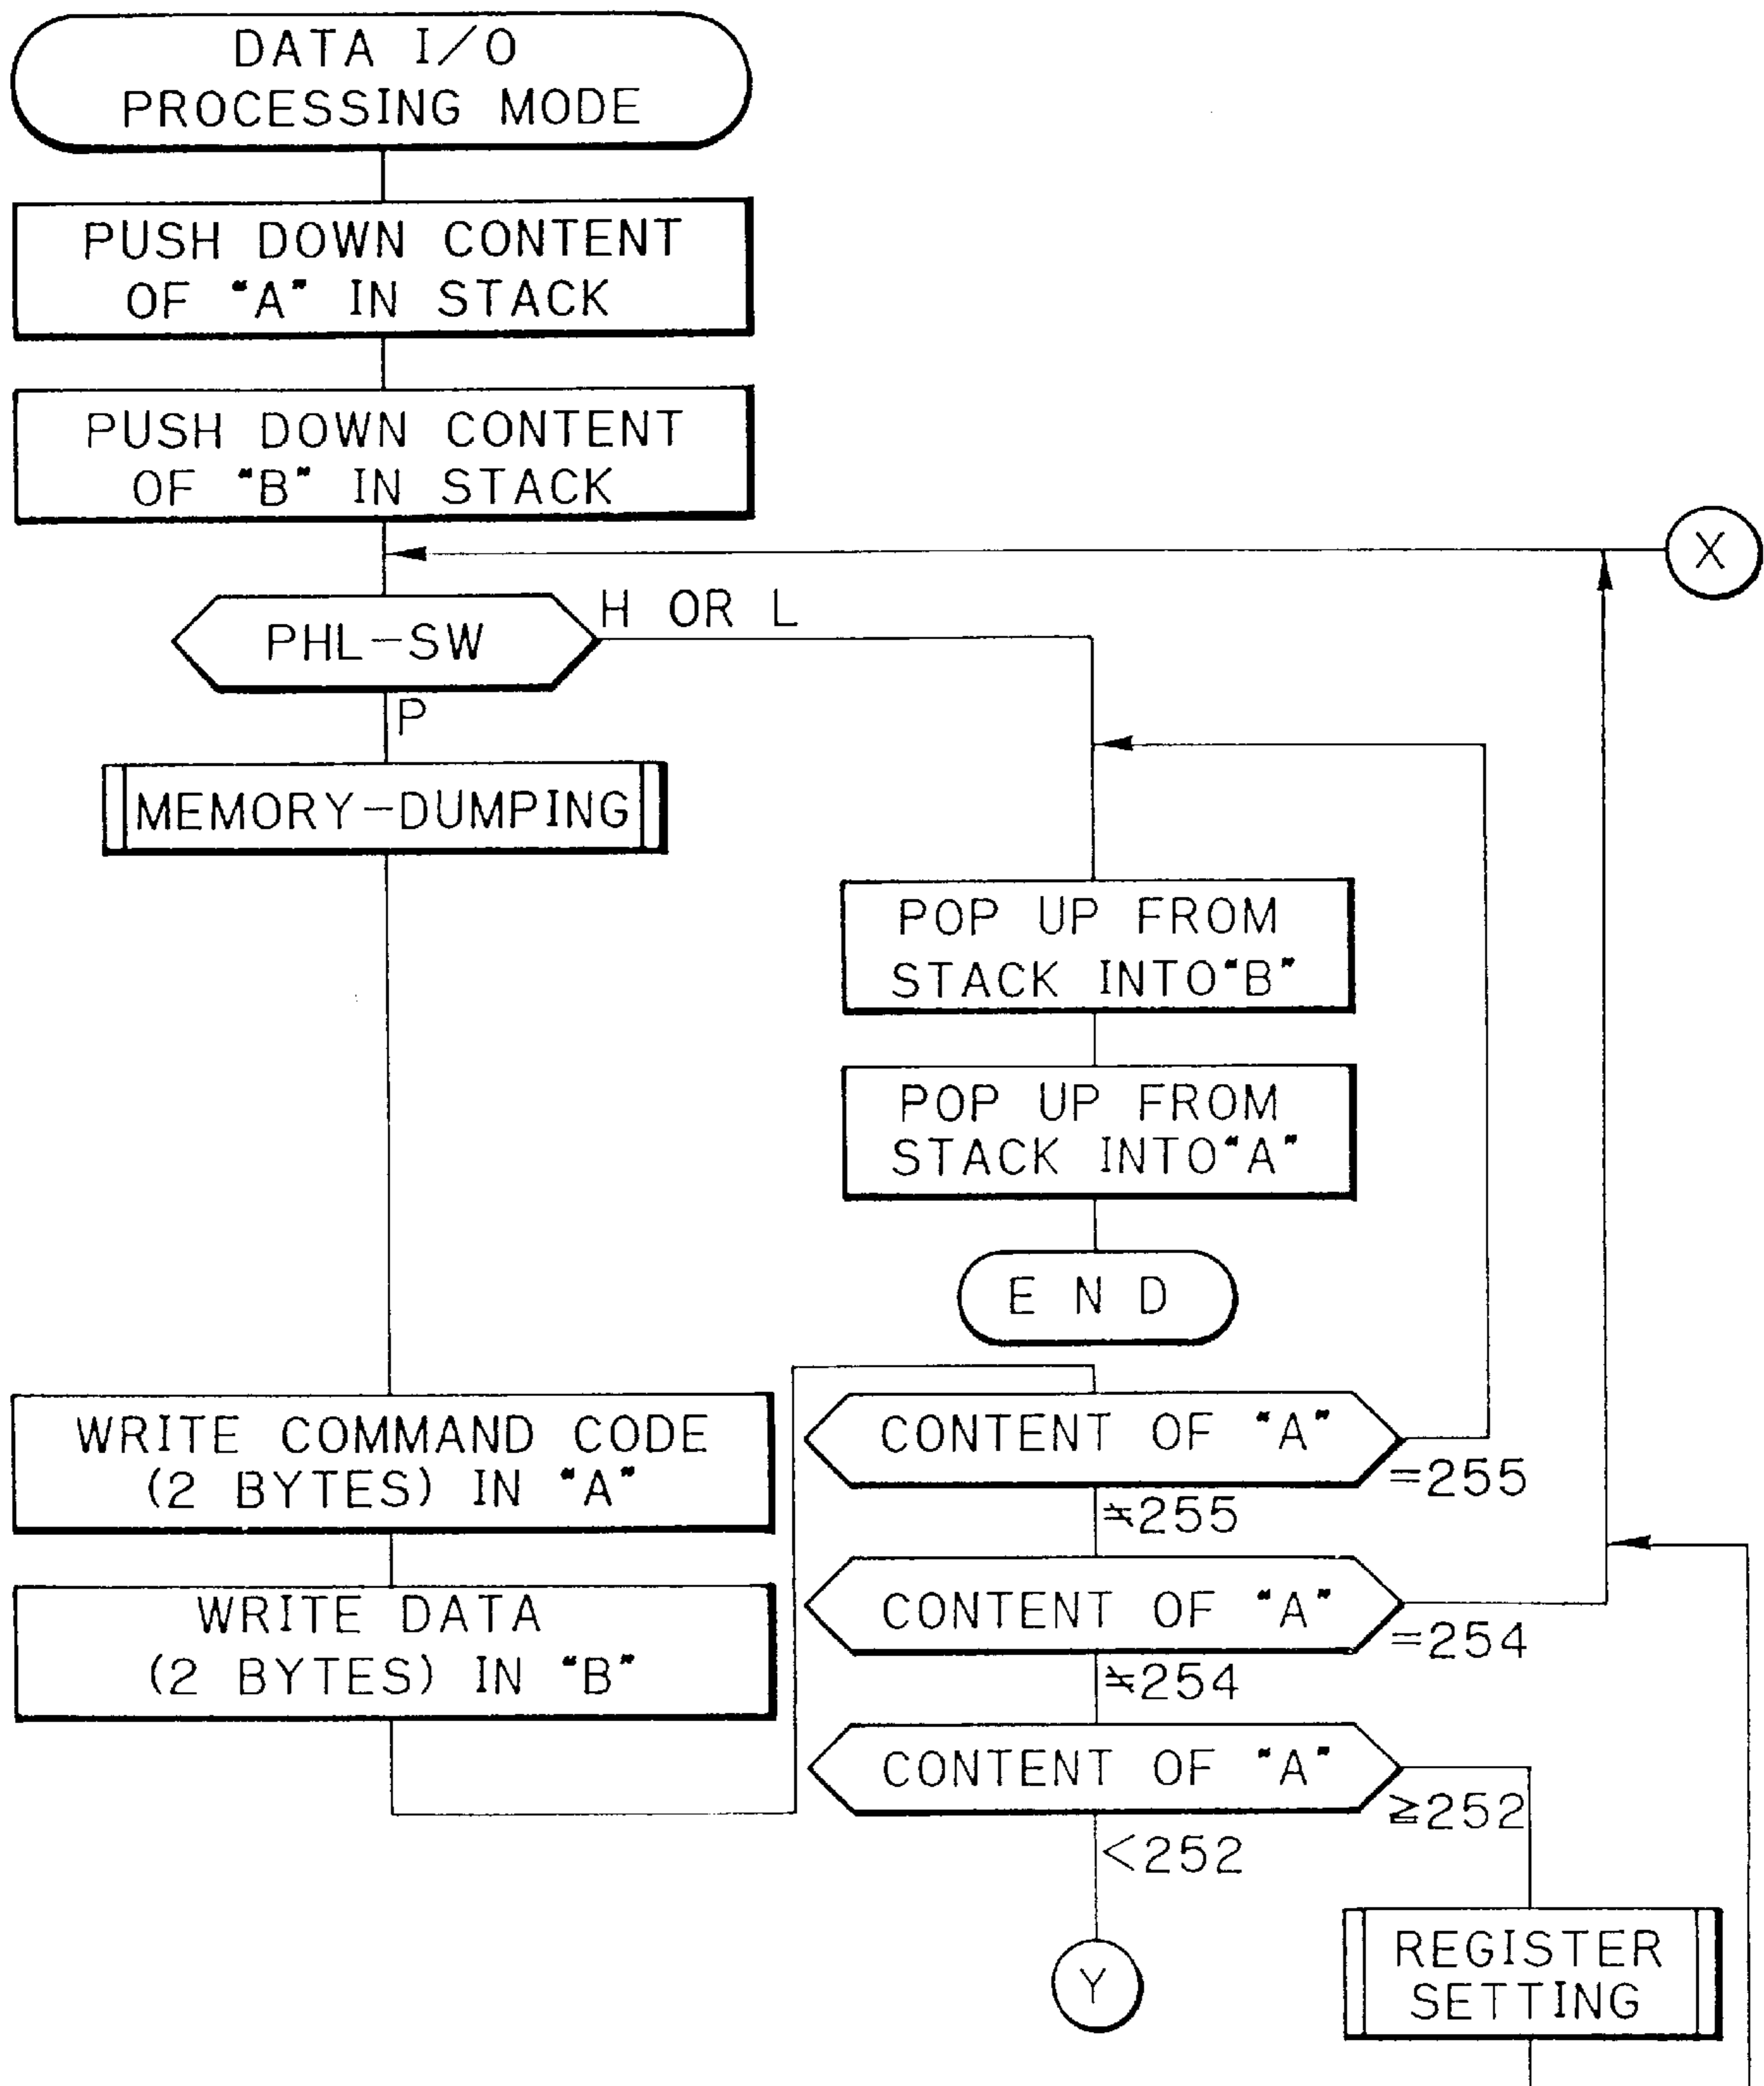 DATA I/O
PROCESSING MODE
PUSH DOWN CONTENT
OF "A" IN STACK
PUSH DOWN CONTENT
OF "B" IN STACK
X
PHL-SW
H OR L
P
MEMORY-DUMPING
POP UP FROM
STACK INTO "B"
POP UP FROM
STACK INTO "A"
END
WRITE COMMAND CODE
(2 BYTES) IN "A"
WRITE DATA
(2 BYTES) IN "B"
CONTENT OF "A"
=255
≠255
CONTENT OF "A"
=254
≠254
CONTENT OF "A"
≧252
<252
Y
REGISTER
SETTING